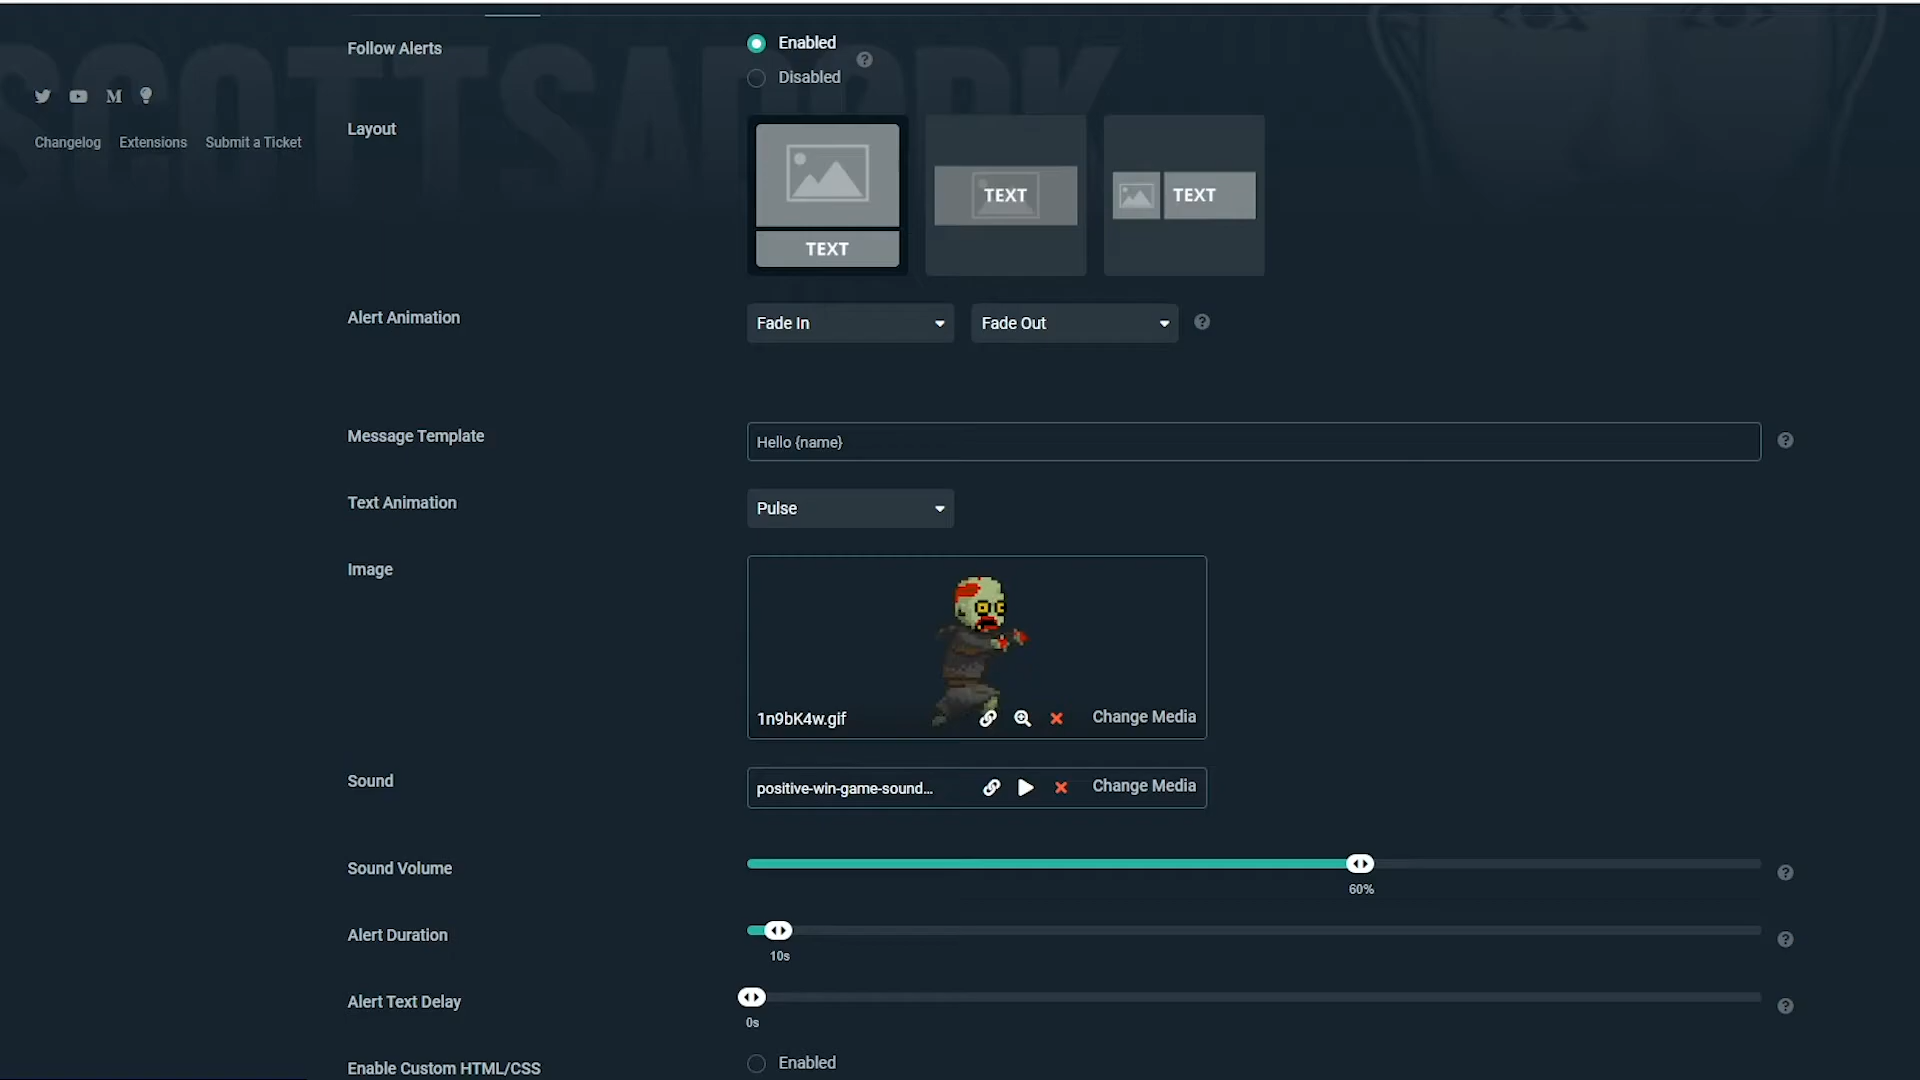 SCOTTSADORK
Follow Alerts
Enabled
Disabled
M
Changelog Extensions Submit a Ticket
Layout
TEXT
TEXT
TEXT
Alert Animation
Fade In
Fade Out
Message Template
Hello {name}
Text Animation
Pulse
Image
1n9bK4w.gif
Change Media
Sound
positive-win-game-sound...
Change Media
Sound Volume
60%
Alert Duration
10s
Alert Text Delay
0s
Enable Custom HTML/CSS
Enabled